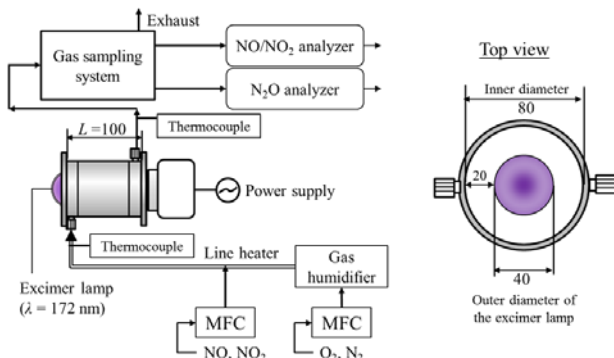 Exhaust
Gas sampling
system
NO/NO2 analyzer
N2O analyzer
Thermocouple
L =100
Power supply
Thermocouple
Line heater
Gas
humidifier
Excimer lamp
(λ = 172 nm)
MFC
MFC
NO, NO2
O2, N2
Top view
Inner diameter
80
20
40
Outer diameter of
the excimer lamp